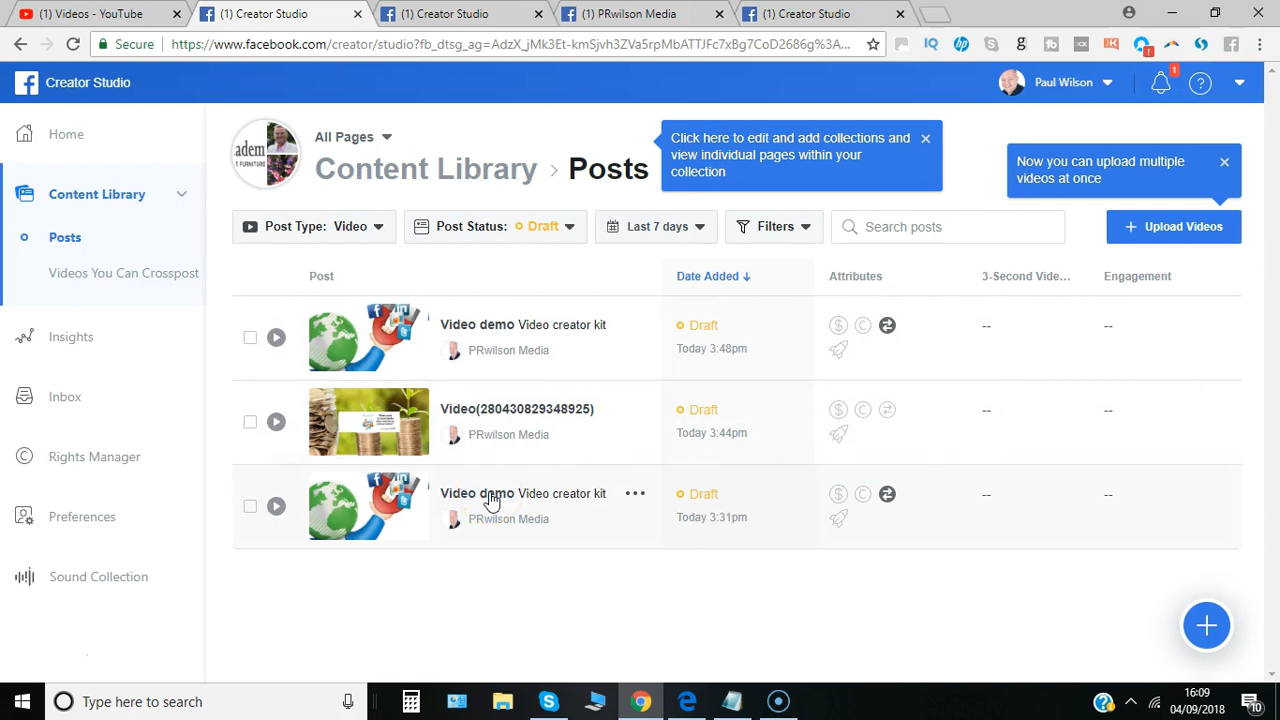 (1) Videos - YouTube
(1) Creator Studio
(1) Creator Studio
(1) PRwilson Media
(1) Creator Studio
Secure
https://www.facebook.com/creator/studio?fb_dtsg_ag=AdzX_jMk3Et-kmSjvh3ZVa5rpMbATTJFc7xBg7CoD2686g%3A...
Creator Studio
Paul Wilson
1
Home
Content Library
Posts
Videos You Can Crosspost
Insights
Inbox
Rights Manager
Preferences
Sound Collection
All Pages
Content Library > Posts
Click here to edit and add collections and
view individual pages within your
collection
Now you can upload multiple
videos at once
Post Type: Video
Post Status: Draft
Last 7 days
Filters
Search posts
+ Upload Videos
Post
Date Added ↓
Attributes
3-Second Vide...
Engagement
Video demo Video creator kit
PRwilson Media
Draft
Today 3:48pm
--
--
Video(280430829348925)
PRwilson Media
Draft
Today 3:44pm
--
--
Video demo Video creator kit
PRwilson Media
Draft
Today 3:31pm
--
--
Type here to search
16:09
04/09/2018
10